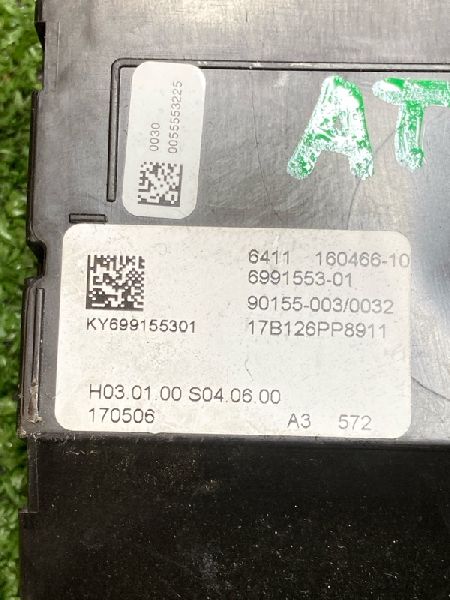 AT
0030
0055553225
6411 160466-10
6991553-01
90155-003/0032
KY699155301 17B126PP8911
H03.01.00 S04.06.00
170506 A3 572